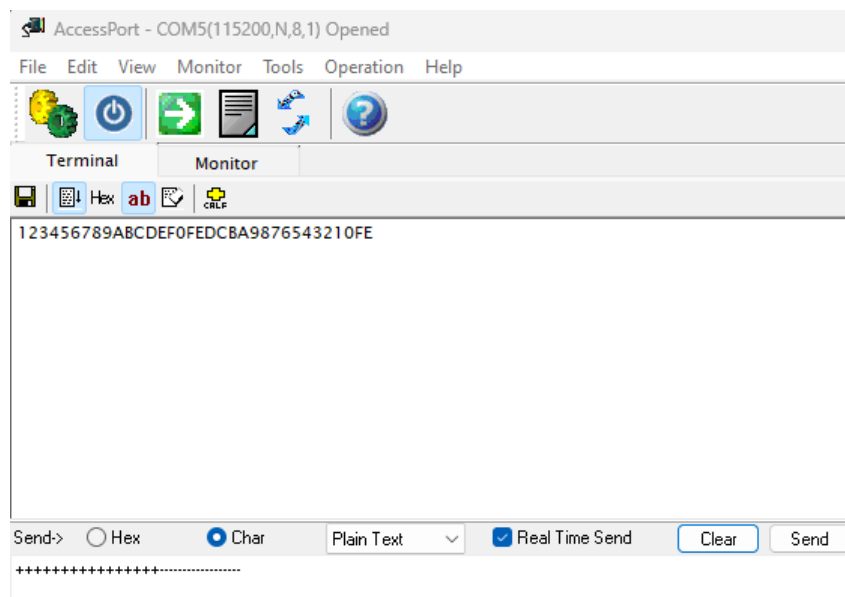 AccessPort - COM5(115200,N,8,1) Opened
File Edit View Monitor Tools Operation Help
Terminal Monitor
Hex ab CRLF
123456789ABCDEF0FEDCBA9876543210FE
Send-> Hex Char Plain Text Real Time Send Clear Send
++++++++++++++++------------------